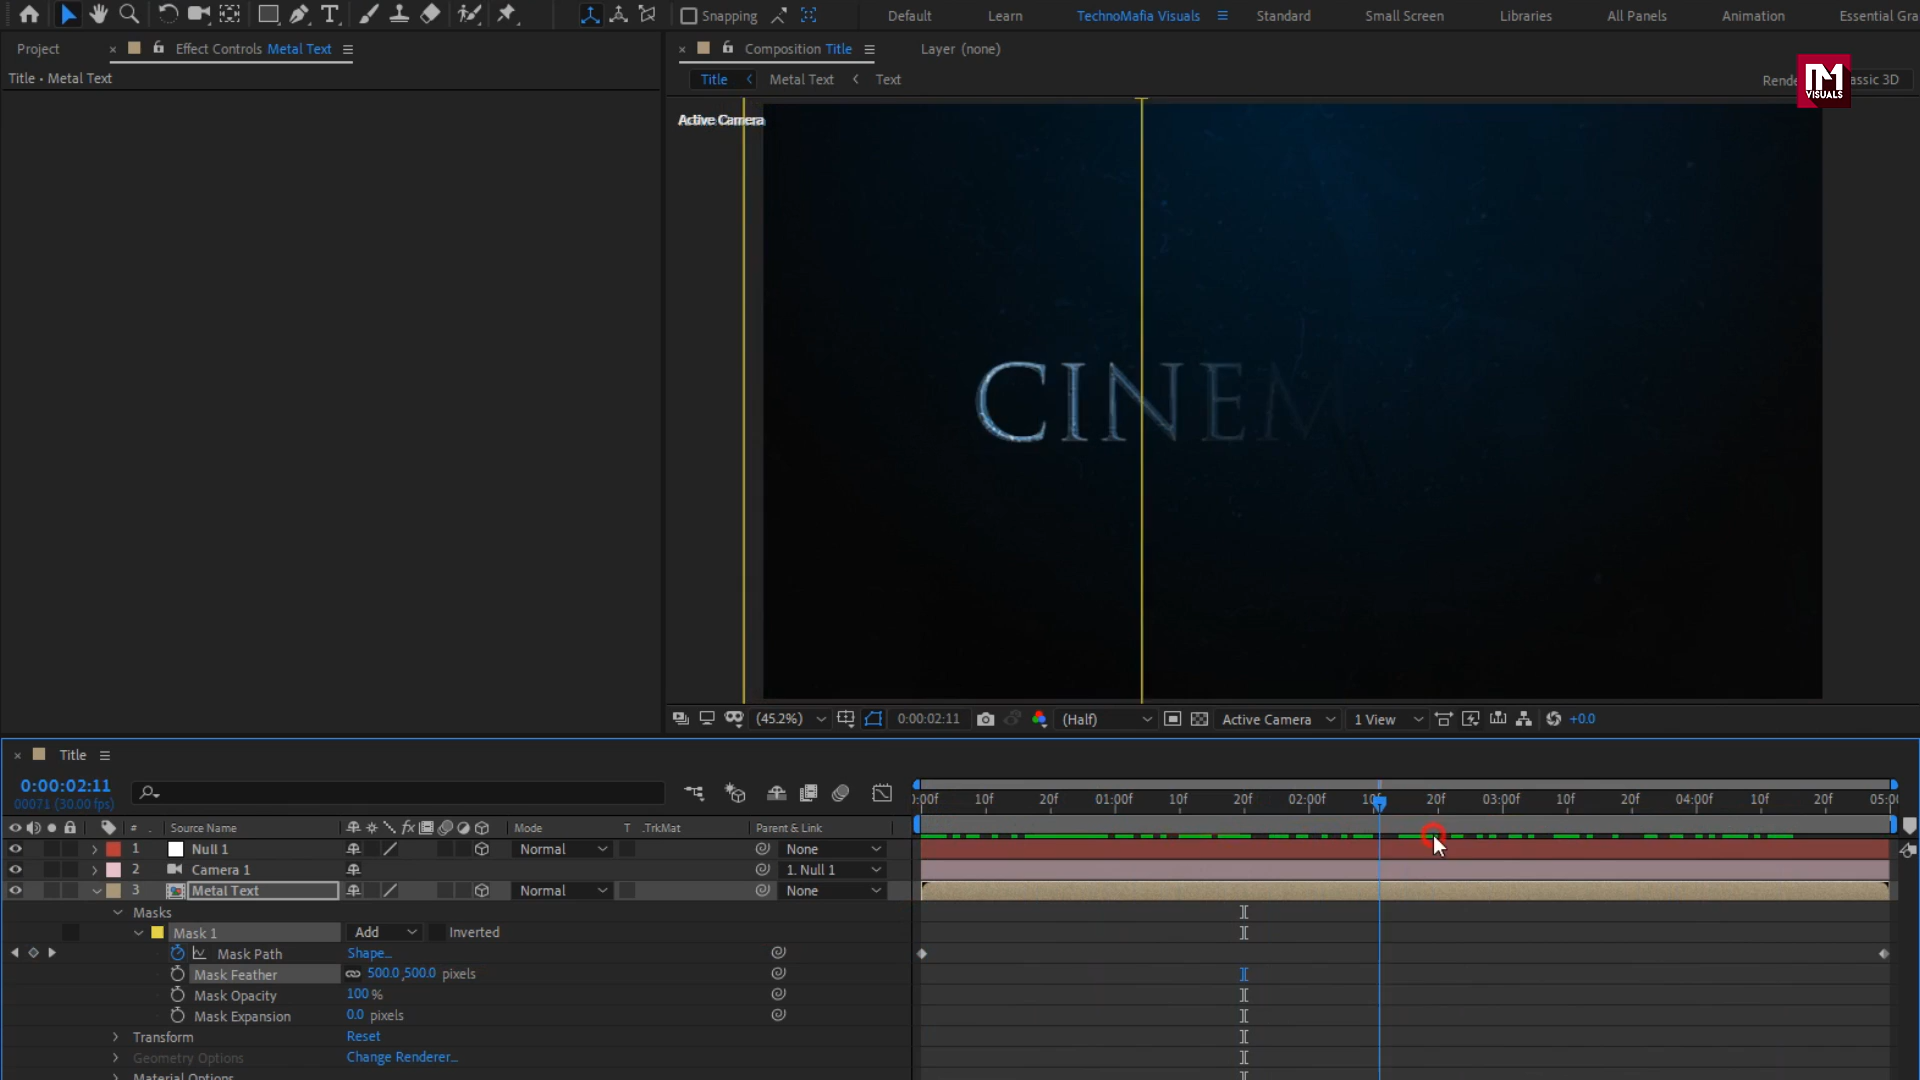 Snapping
Default
Learn
TechnoMafia Visuals
Standard
Small Screen
Libraries
All Panels
Animation
Essential Gra
Project
Effect Controls Metal Text
Composition Title
Layer (none)
Title • Metal Text
Title
Metal Text
Text
Rende
assic 3D
VISUALS
Active Camera
CINEM
(45.2%)
0:00:02:11
(Half)
Active Camera
1 View
+0.0
Title
0:00:02:11
00071 (30.00 fps)
:00f
10f
20f
01:00f
10f
20f
02:00f
10f
20f
03:00f
10f
20f
04:00f
10f
20f
05:00
# Source Name
Mode
T .TrkMat
Parent & Link
1 Null 1 Normal None
2 Camera 1 1. Null 1
3 Metal Text Normal None
Masks
Mask 1 Add Inverted
Mask Path Shape...
Mask Feather 500.0,500.0 pixels
Mask Opacity 100 %
Mask Expansion 0.0 pixels
Transform Reset
Geometry Options Change Renderer...
Material Options